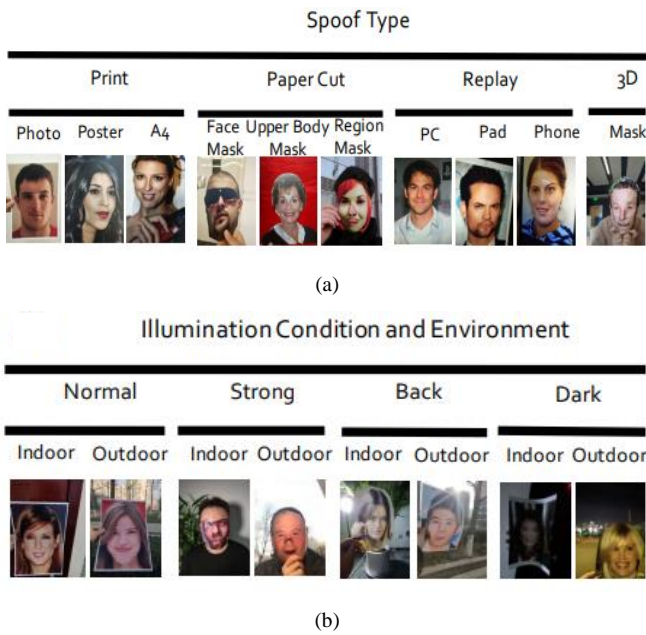 Spoof Type
Print Paper Cut Replay 3D
Photo Poster A4 Face Mask Upper Body Mask Region Mask PC Pad Phone Mask
(a)
Illumination Condition and Environment
Normal Strong Back Dark
Indoor Outdoor Indoor Outdoor Indoor Outdoor Indoor Outdoor
(b)